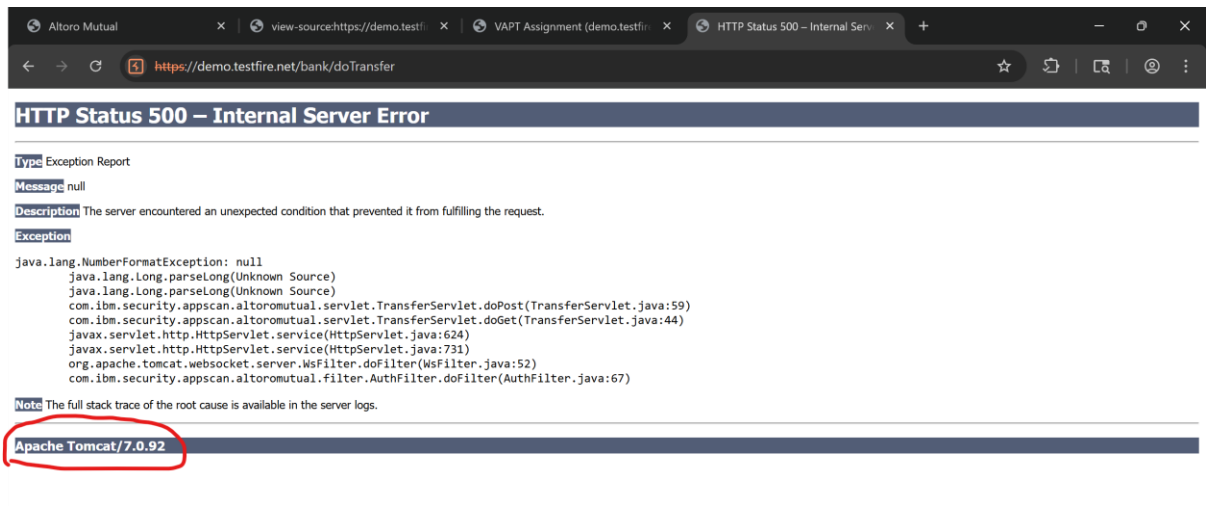 Altoro Mutual
view-source:https://demo.testfi
VAPT Assignment (demo.testfir
HTTP Status 500 – Internal Serv
https://demo.testfire.net/bank/doTransfer
HTTP Status 500 – Internal Server Error
Type Exception Report
Message null
Description The server encountered an unexpected condition that prevented it from fulfilling the request.
Exception
java.lang.NumberFormatException: null
java.lang.Long.parseLong(Unknown Source)
java.lang.Long.parseLong(Unknown Source)
com.ibm.security.appscan.altoromutual.servlet.TransferServlet.doPost(TransferServlet.java:59)
com.ibm.security.appscan.altoromutual.servlet.TransferServlet.doGet(TransferServlet.java:44)
javax.servlet.http.HttpServlet.service(HttpServlet.java:624)
javax.servlet.http.HttpServlet.service(HttpServlet.java:731)
org.apache.tomcat.websocket.server.WsFilter.doFilter(WsFilter.java:52)
com.ibm.security.appscan.altoromutual.filter.AuthFilter.doFilter(AuthFilter.java:67)
Note The full stack trace of the root cause is available in the server logs.
Apache Tomcat/7.0.92